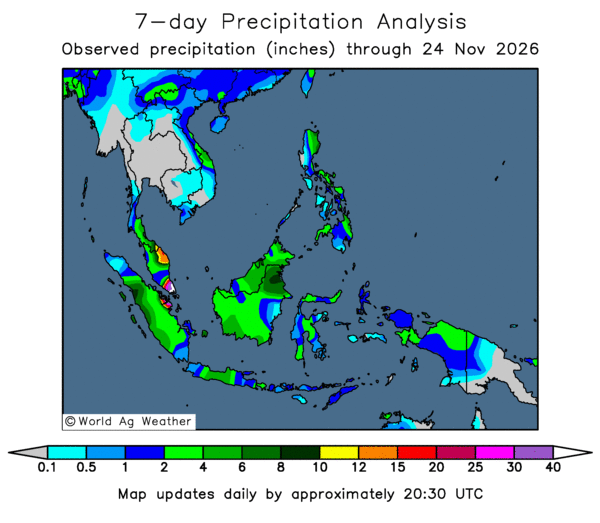 7-day Precipitation Analysis
Observed precipitation (inches) through 24 Nov 2026
©World Ag Weather
0.1 0.5 1 2 4 6 8 10 12 15 20 25 30 40
Map updates daily by approximately 20:30 UTC